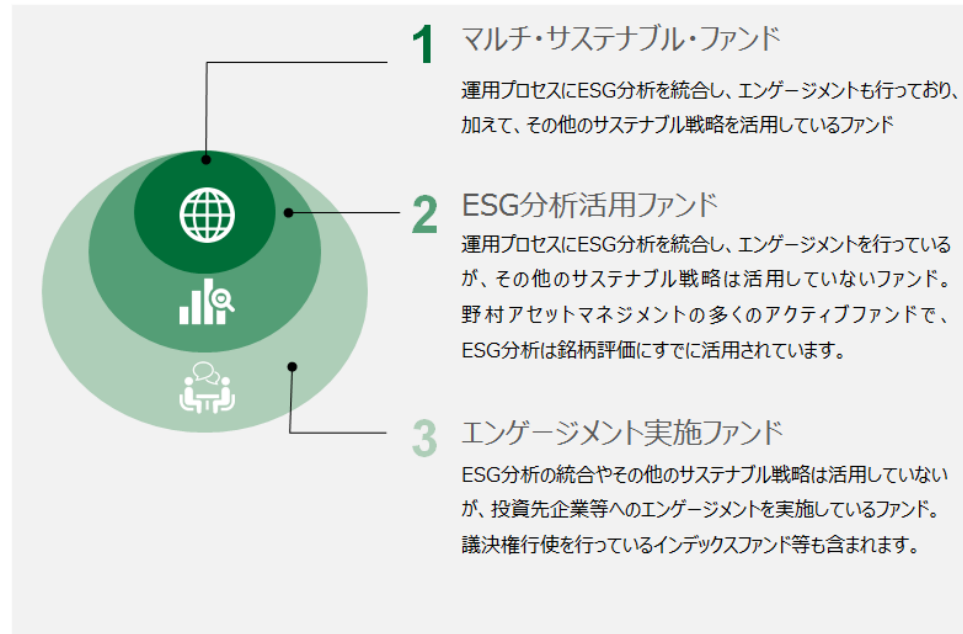 1 マルチ・サステナブル・ファンド
運用プロセスにESG分析を統合し、エンゲージメントも行っており、
加えて、その他のサステナブル戦略を活用しているファンド
2 ESG分析活用ファンド
運用プロセスにESG分析を統合し、エンゲージメントを行っている
が、その他のサステナブル戦略は活用していないファンド。
野村アセットマネジメントの多くのアクティブファンドで、
ESG分析は銘柄評価にすでに活用されています。
3 エンゲージメント実施ファンド
ESG分析の統合やその他のサステナブル戦略は活用していない
が、投資先企業等へのエンゲージメントを実施しているファンド。
議決権行使を行っているインデックスファンド等も含まれます。